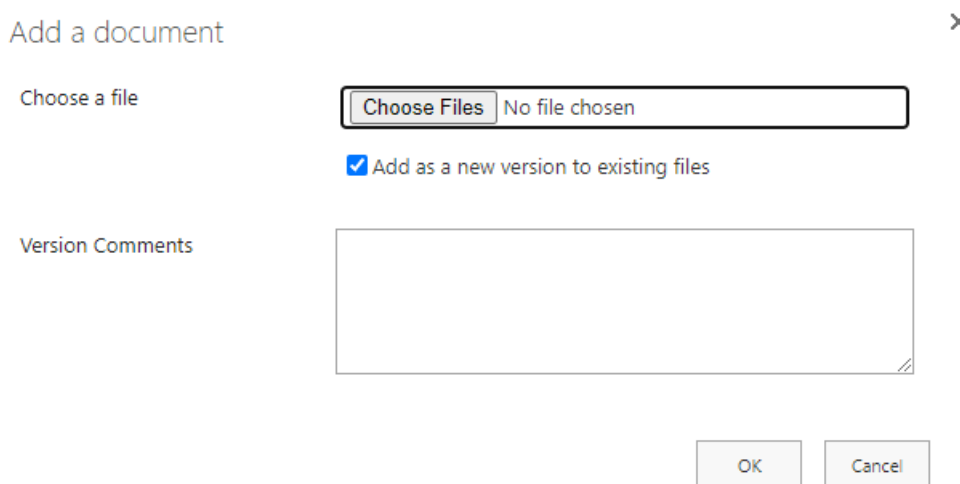 Add a document
Choose a file
Choose Files No file chosen
Add as a new version to existing files
Version Comments
OK Cancel